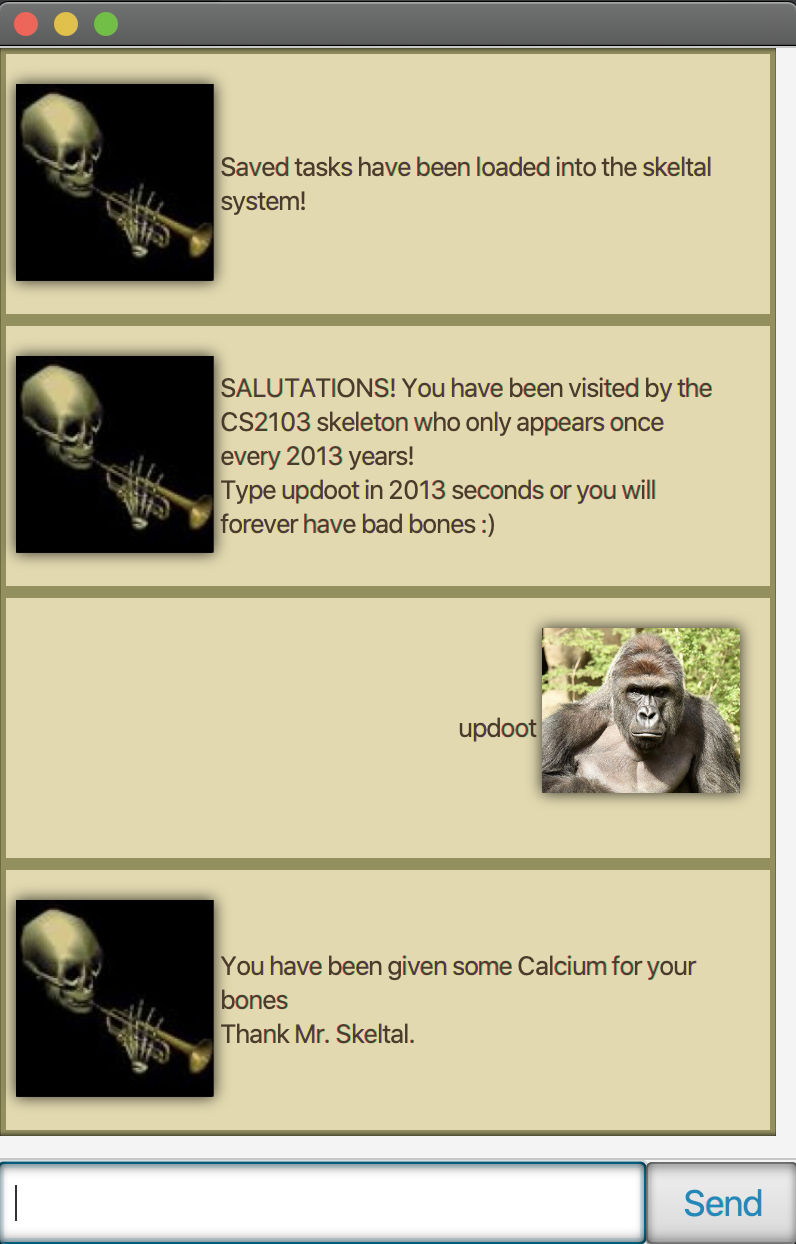 Saved tasks have been loaded into the skeltal
system!
SALUTATIONS! You have been visited by the
CS2103 skeleton who only appears once
every 2013 years!
Type updoot in 2013 seconds or you will
forever have bad bones :)
updoot
You have been given some Calcium for your
bones
Thank Mr. Skeltal.
Send